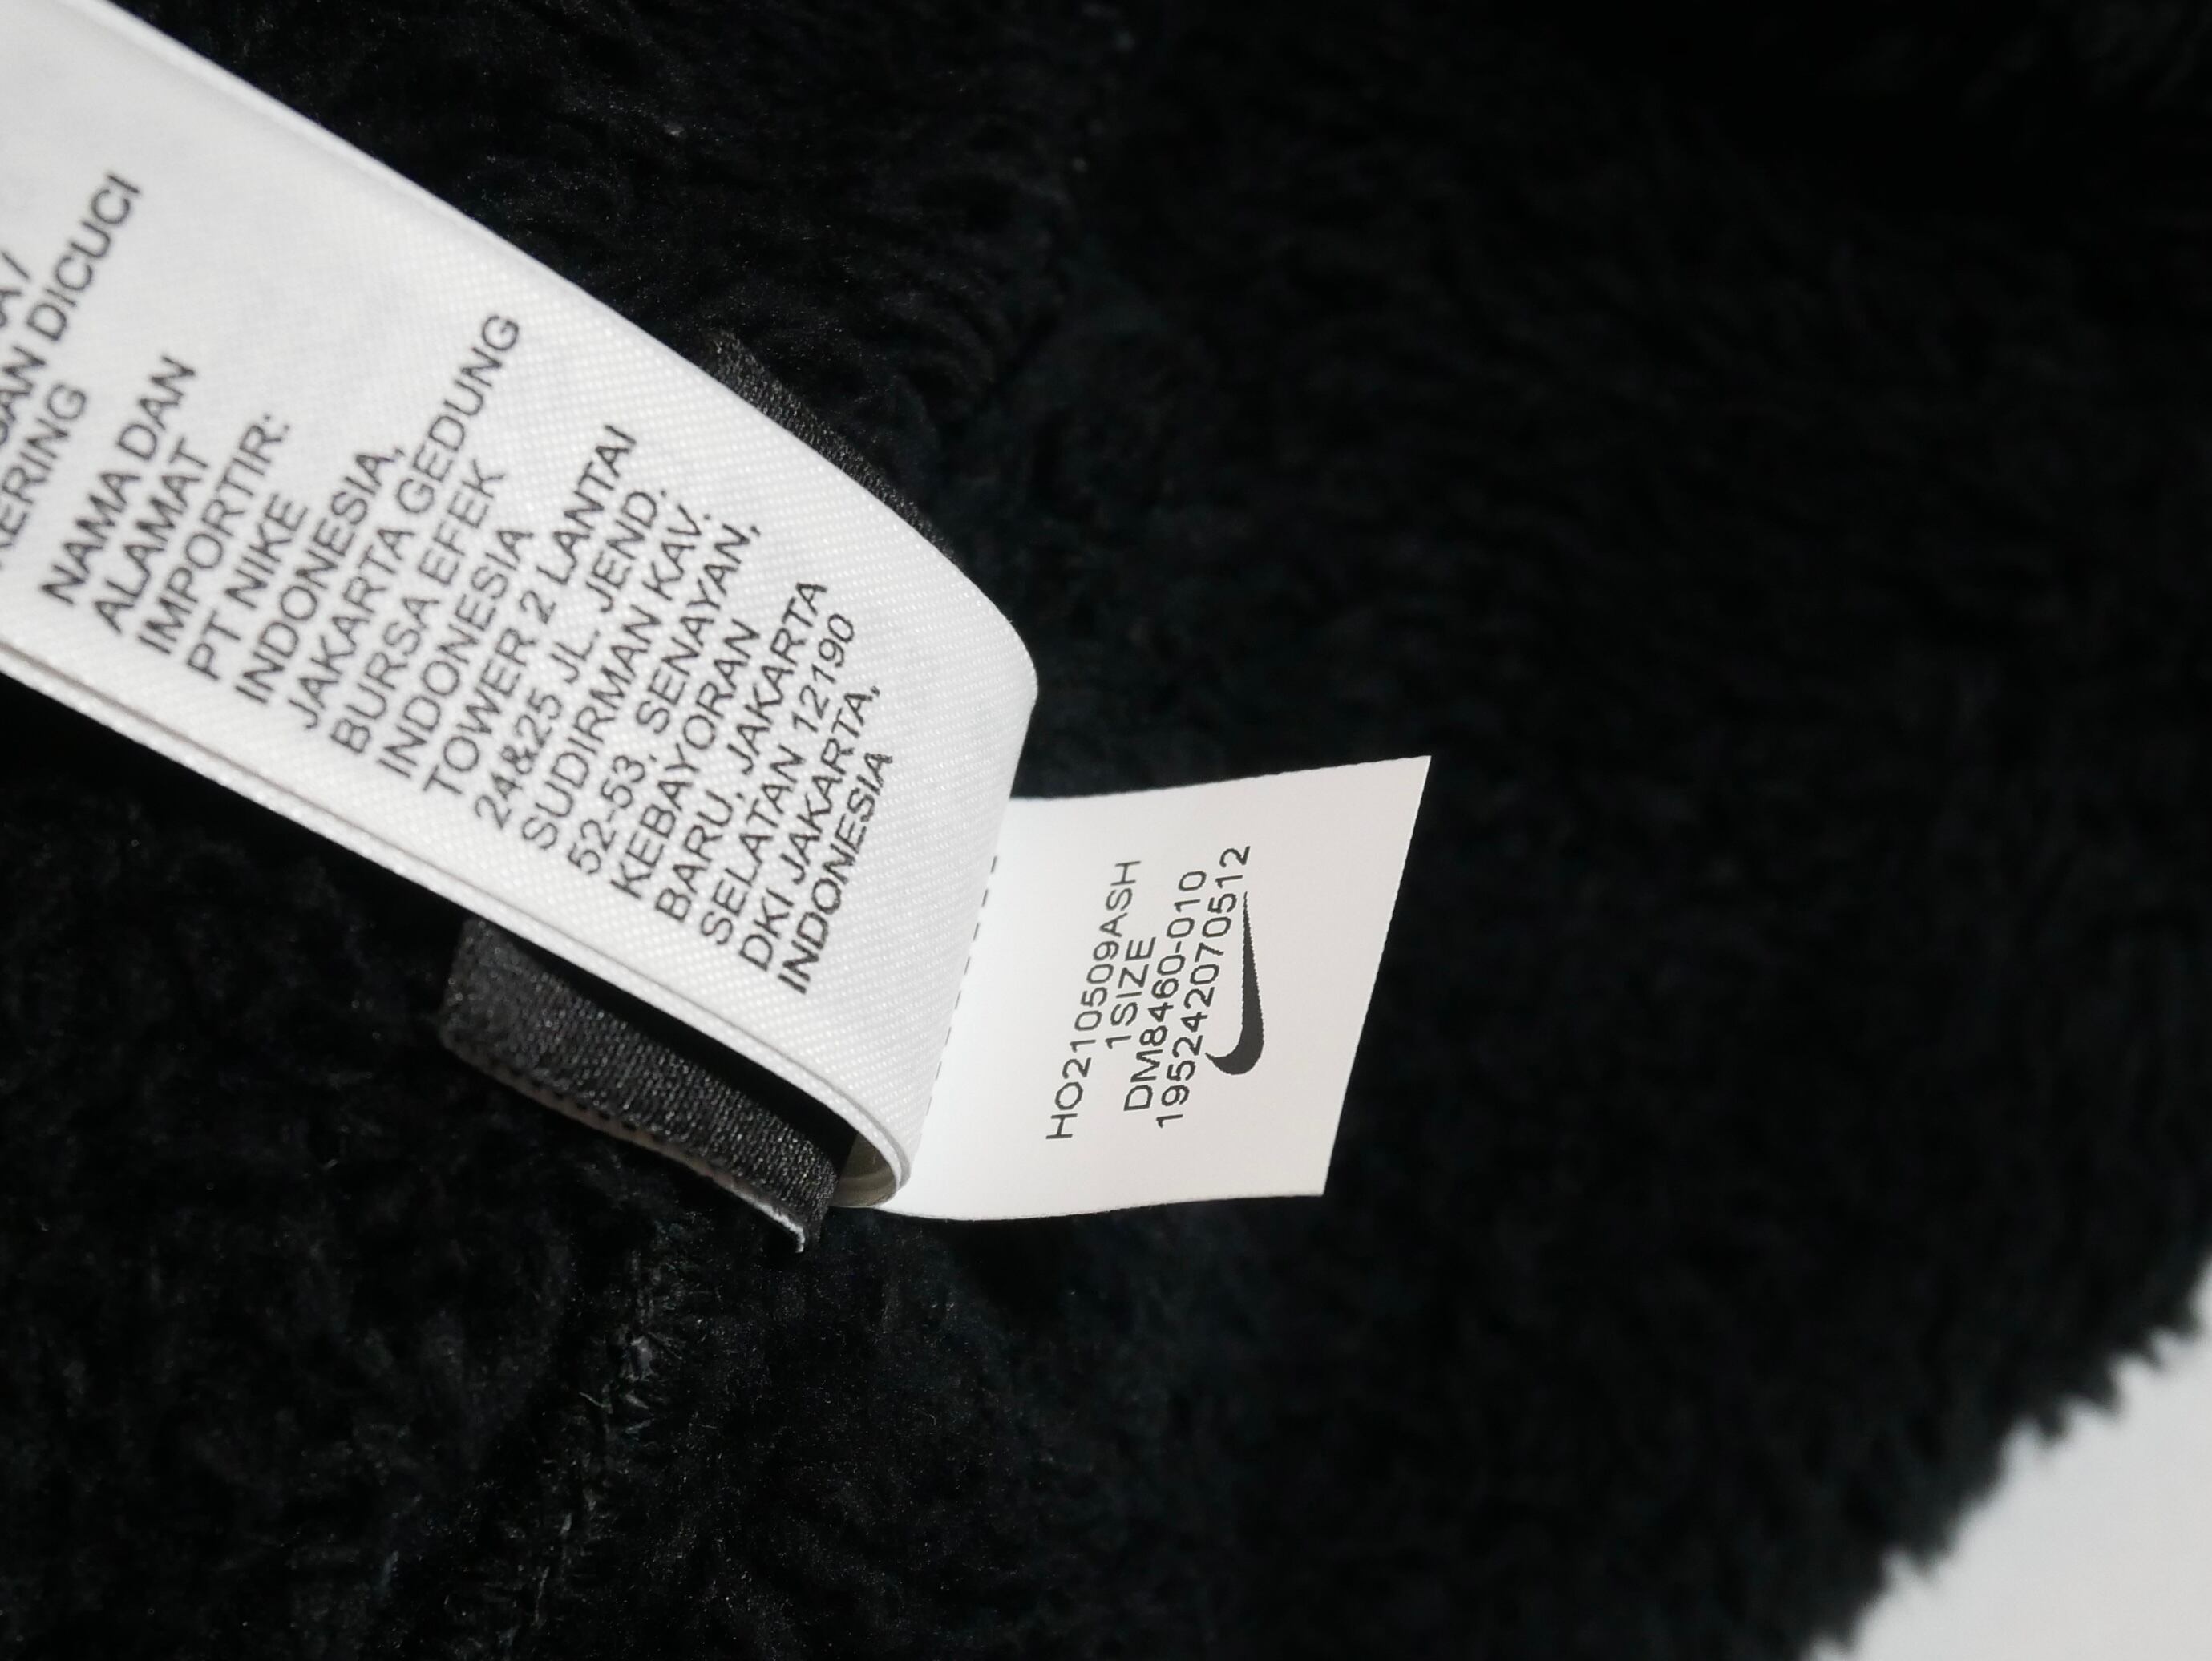 DICUCI
KERING
NAMA DAN
ALAMAT
IMPORTIR:
PT NIKE
INDONESIA,
JAKARTA GEDUNG
BURSA EFEK
INDONESIA
TOWER 2 LANTAI
24&25 JL. JEND.
SUDIRMAN KAV.
52-53, SENAYAN,
KEBAYORAN
BARU, JAKARTA
SELATAN 12190
DKI JAKARTA,
INDONESIA
HO210509ASH
1SIZE
DM8460-010
195242070512